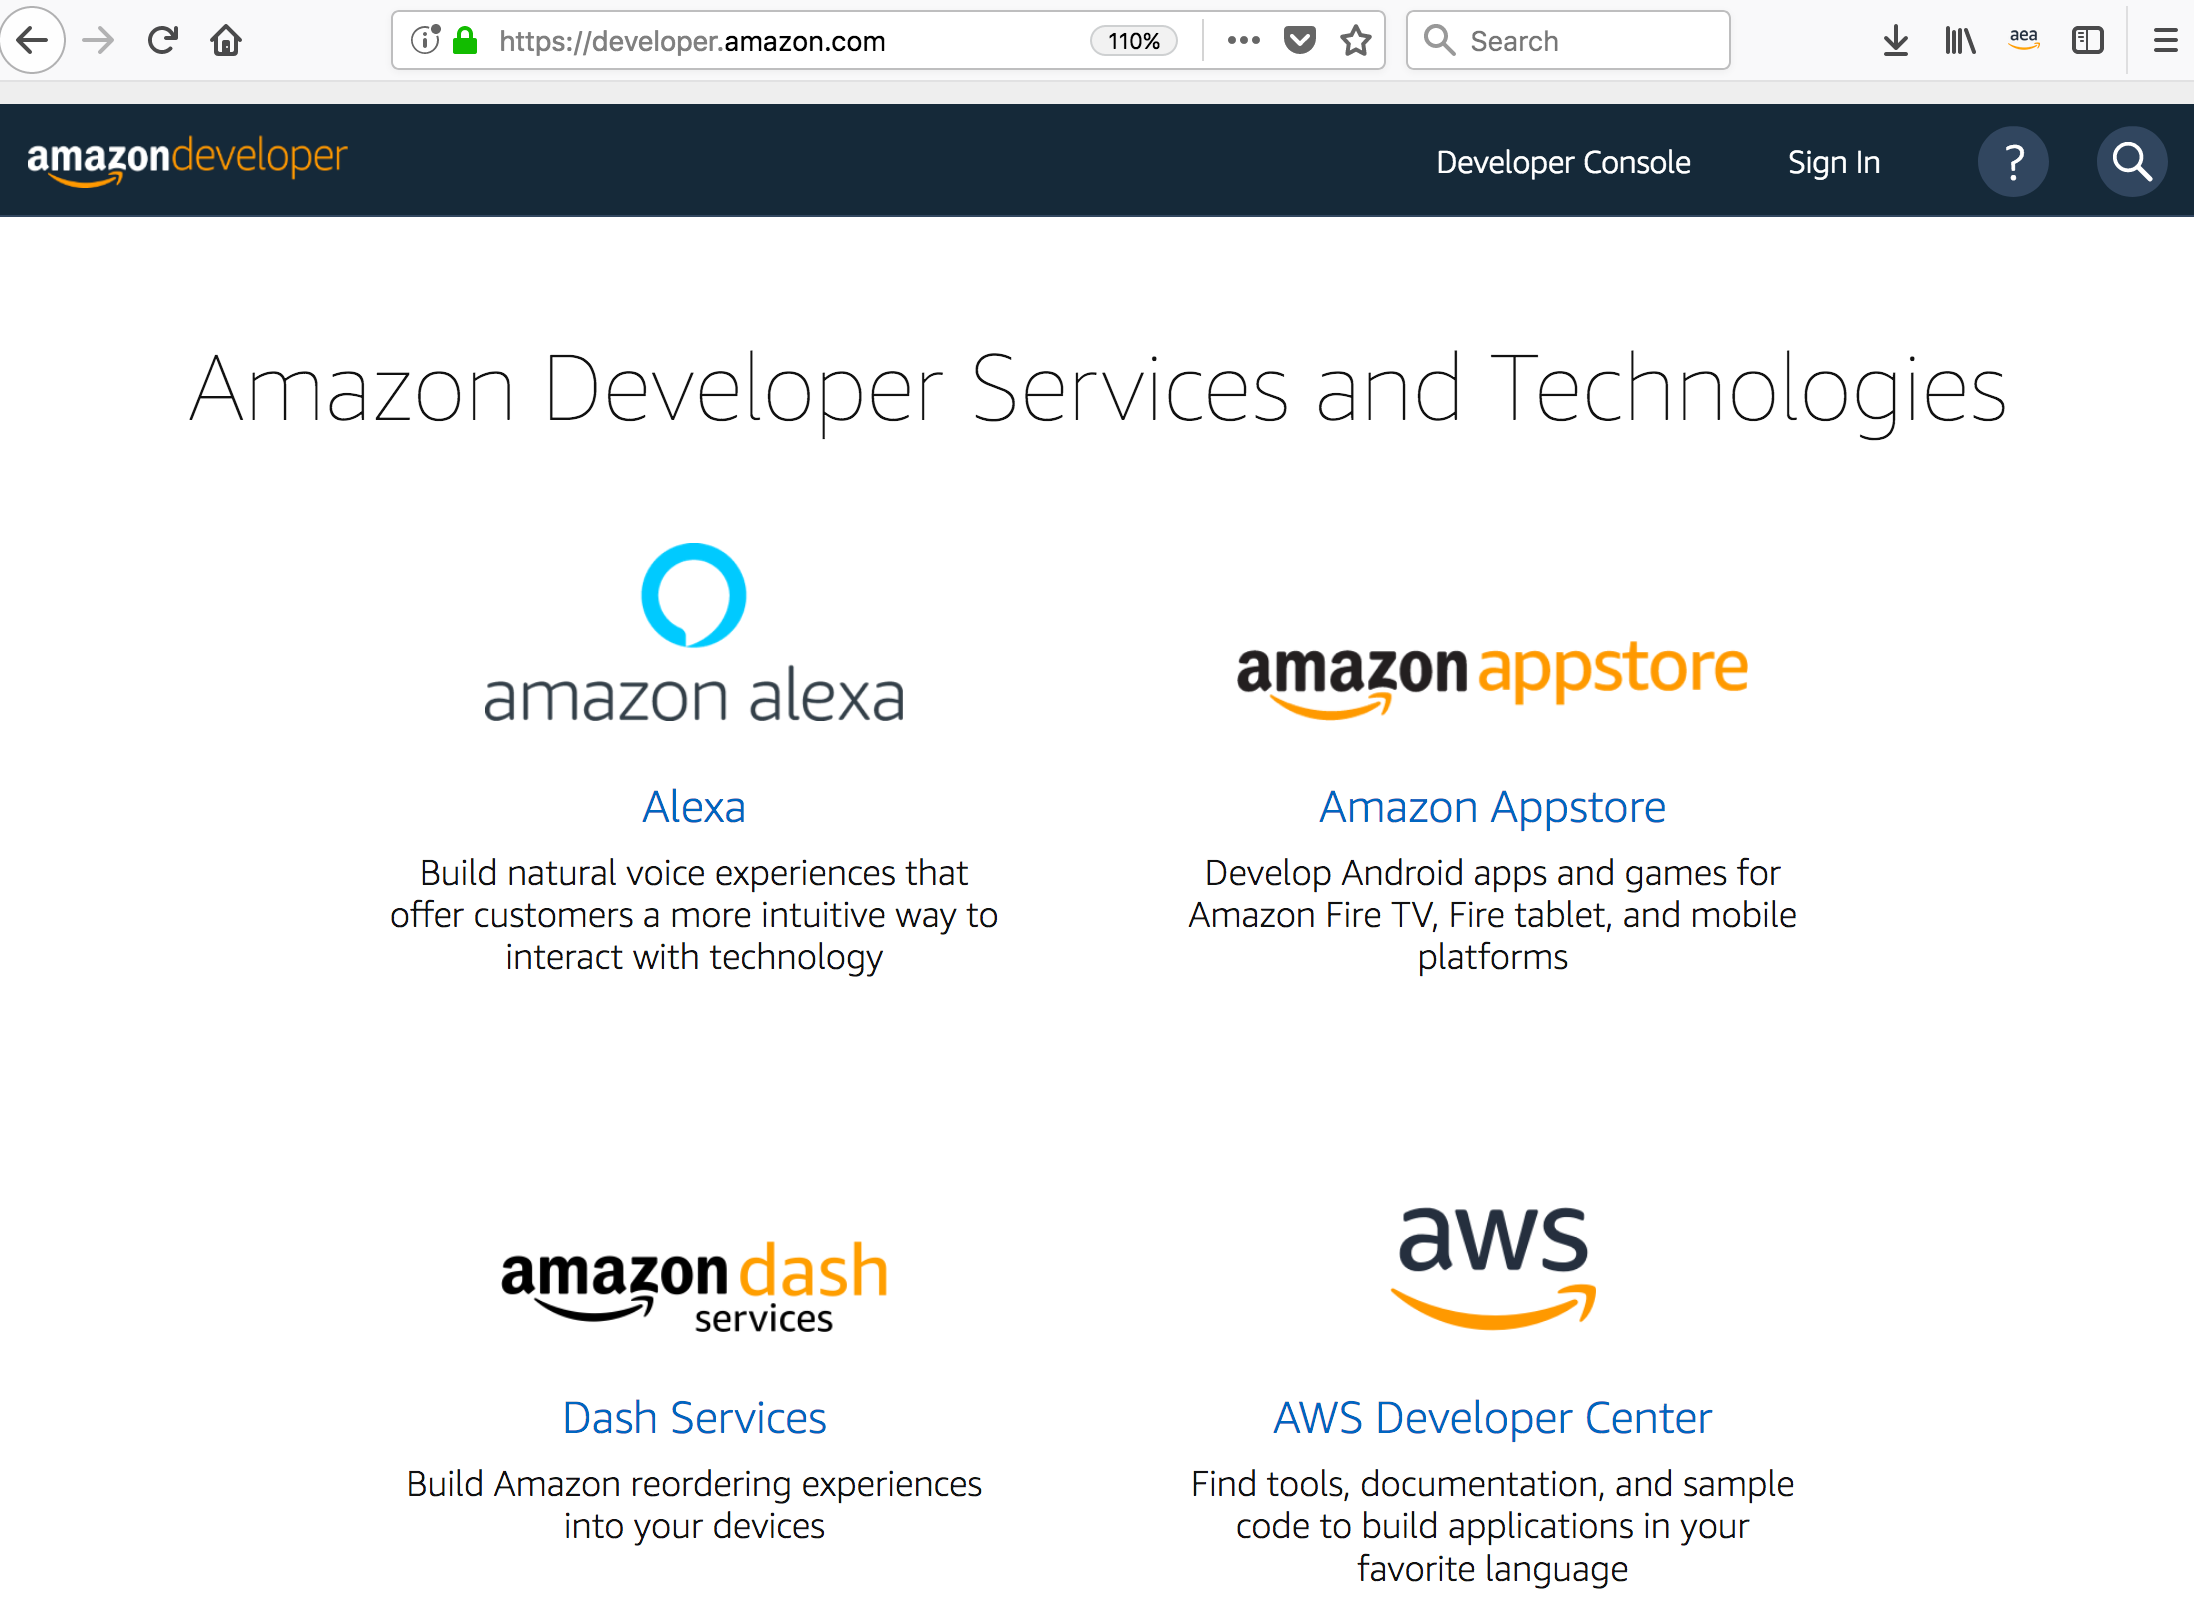 https://developer.amazon.com
110%
Search
aea
amazondeveloper
Developer Console
Sign In
?
Amazon Developer Services and Technologies
amazon alexa
amazon appstore
Alexa
Amazon Appstore
Build natural voice experiences that
offer customers a more intuitive way to
interact with technology
Develop Android apps and games for
Amazon Fire TV, Fire tablet, and mobile
platforms
amazon dash
services
aws
Dash Services
AWS Developer Center
Build Amazon reordering experiences
into your devices
Find tools, documentation, and sample
code to build applications in your
favorite language